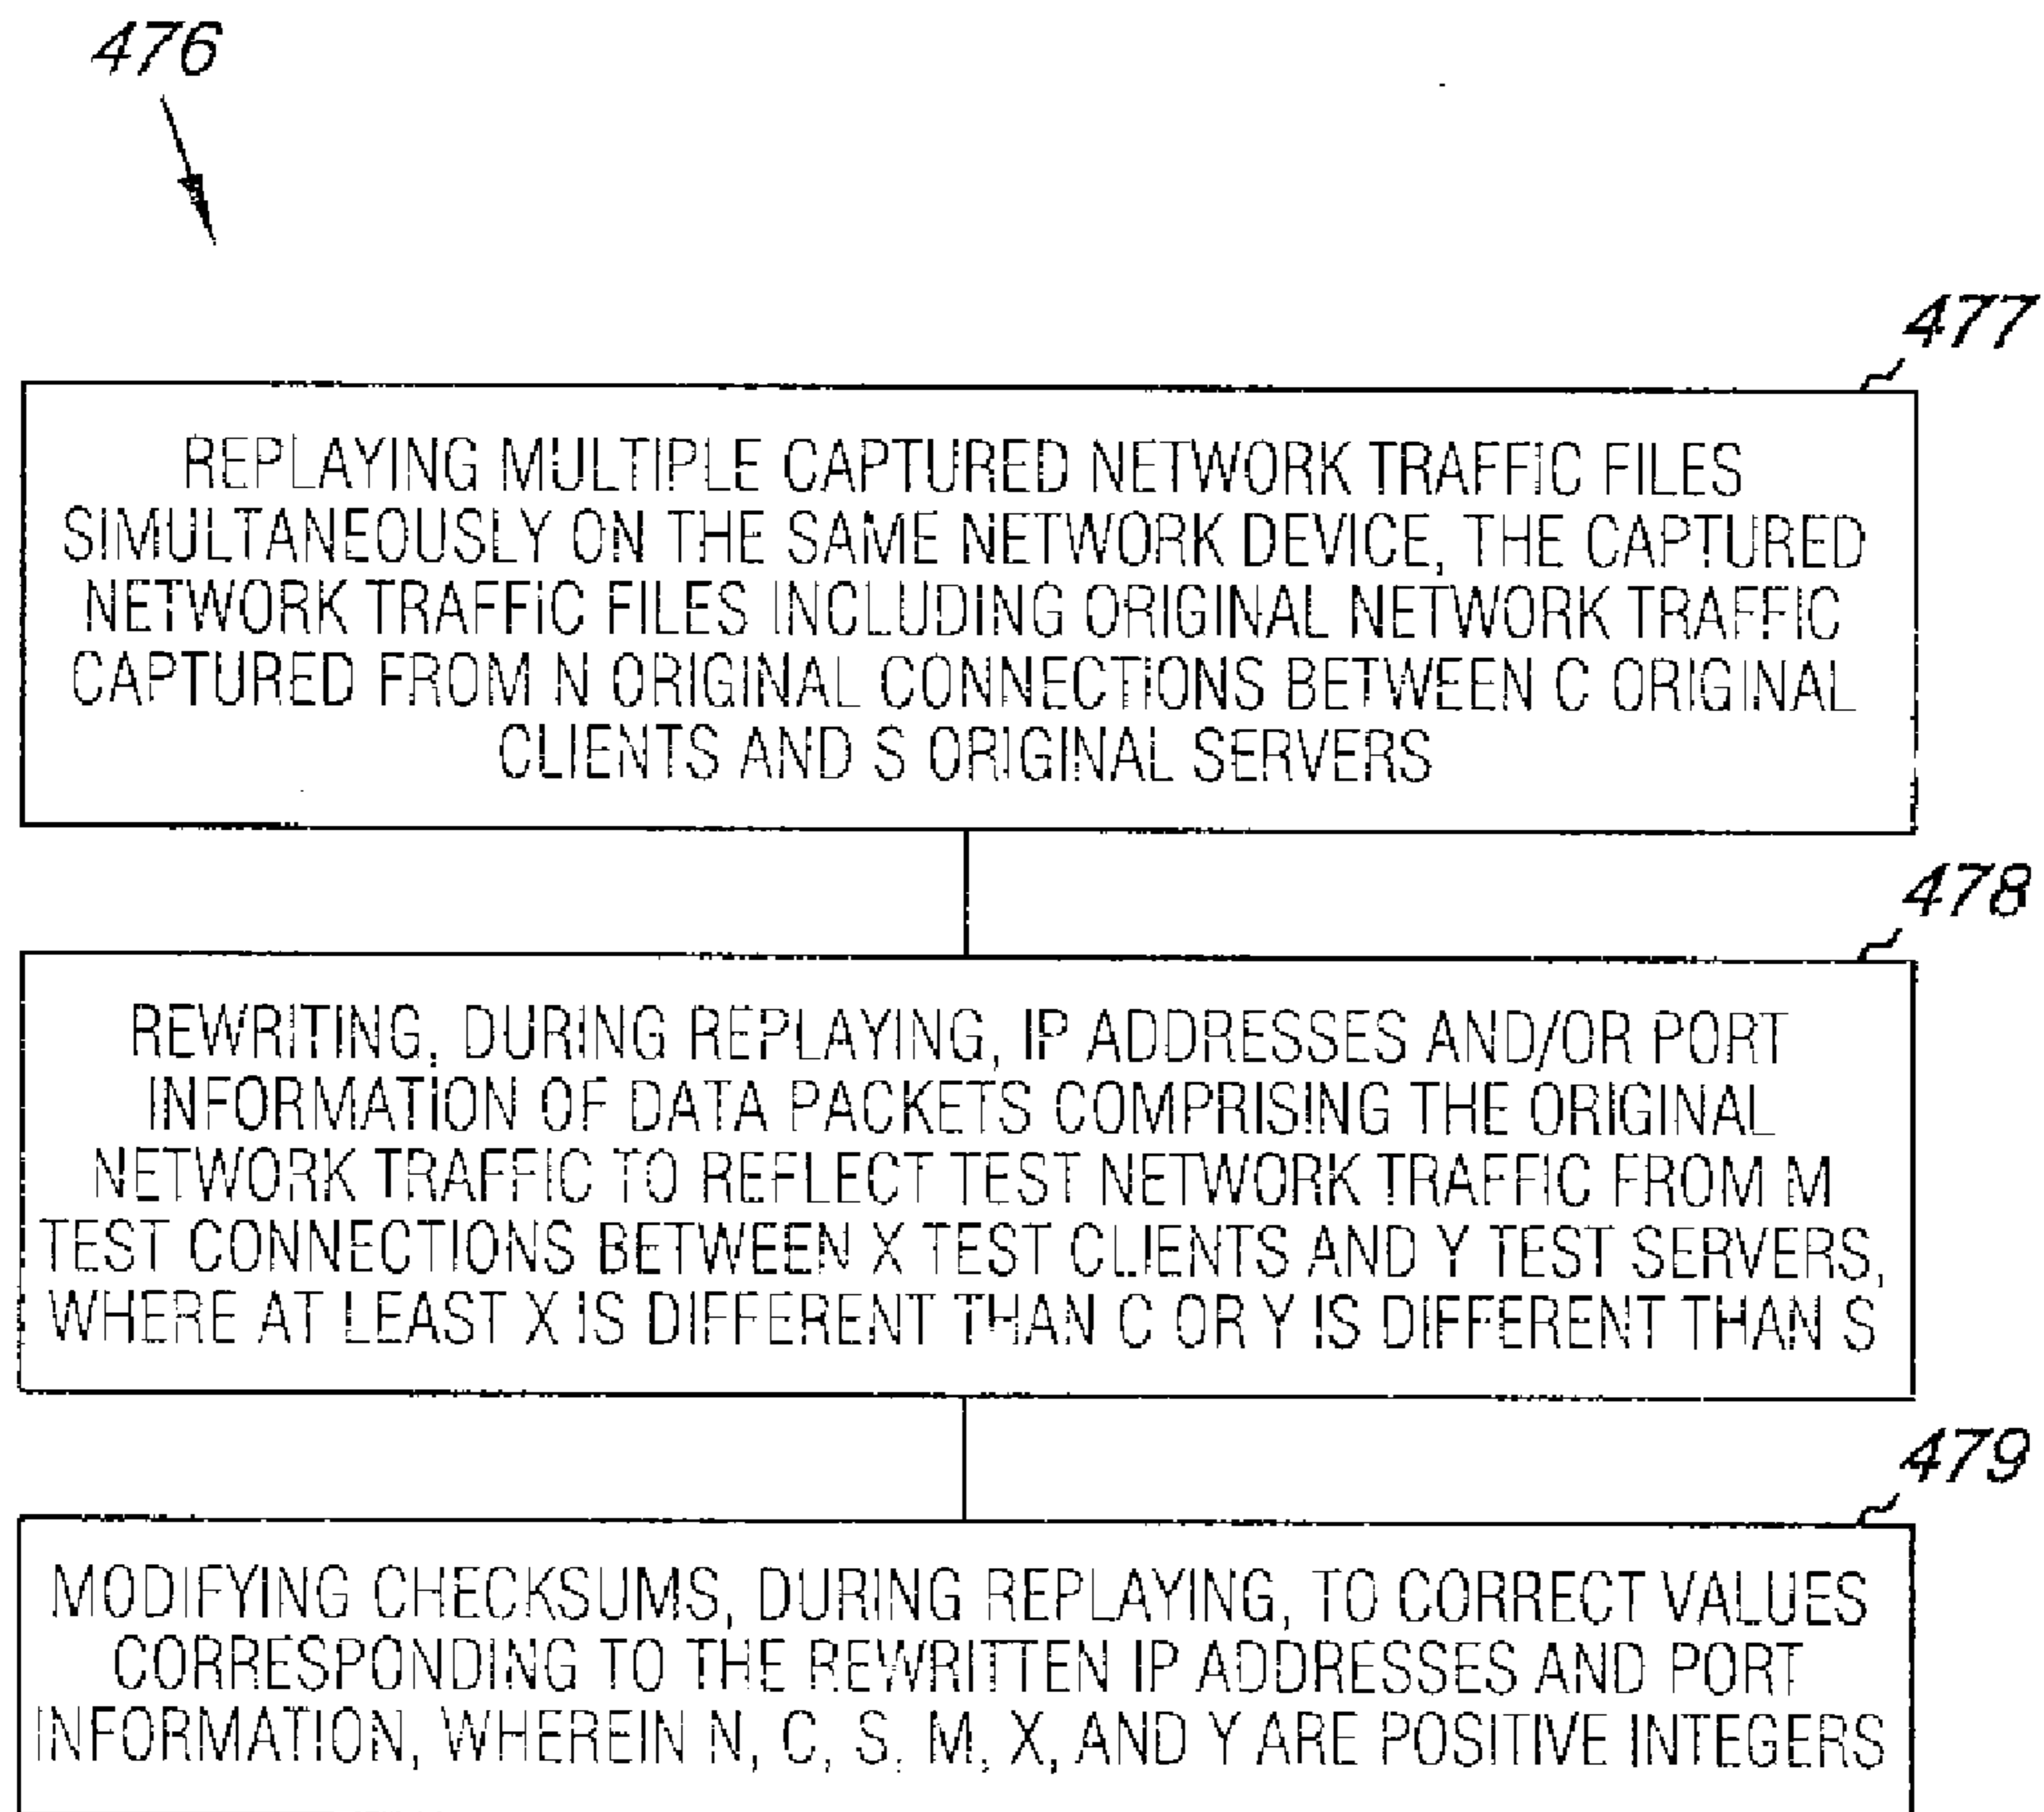 476
477
REPLAYING MULTIPLE CAPTURED NETWORK TRAFFIC FILES
SIMULTANEOUSLY ON THE SAME NETWORK DEVICE, THE CAPTURED
NETWORK TRAFFIC FILES INCLUDING ORIGINAL NETWORK TRAFFIC
CAPTURED FROM N ORIGINAL CONNECTIONS BETWEEN C ORIGINAL
CLIENTS AND S ORIGINAL SERVERS
478
REWRITING, DURING REPLAYING, IP ADDRESSES AND/OR PORT
INFORMATION OF DATA PACKETS COMPRISING THE ORIGINAL
NETWORK TRAFFIC TO REFLECT TEST NETWORK TRAFFIC FROM M
TEST CONNECTIONS BETWEEN X TEST CLIENTS AND Y TEST SERVERS,
WHERE AT LEAST X IS DIFFERENT THAN C OR Y IS DIFFERENT THAN S
479
MODIFYING CHECKSUMS, DURING REPLAYING, TO CORRECT VALUES
CORRESPONDING TO THE REWRITTEN IP ADDRESSES AND PORT
INFORMATION, WHEREIN N, C, S, M, X, AND Y ARE POSITIVE INTEGERS